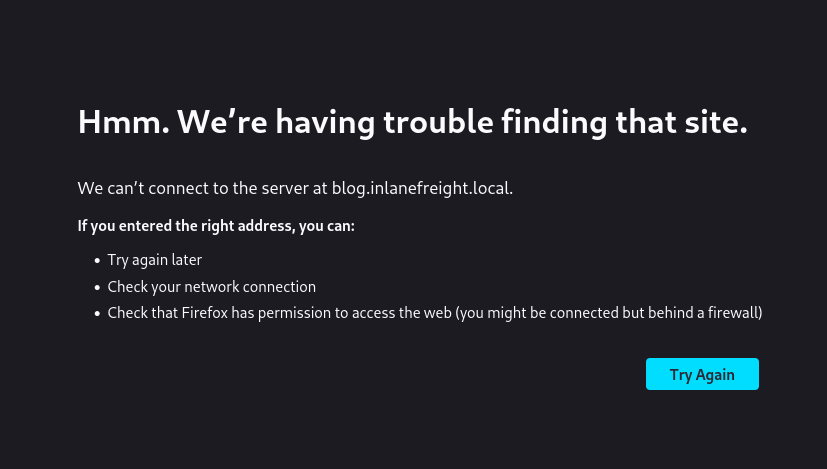 Hmm. We’re having trouble finding that site.
We can’t connect to the server at blog.inlanefreight.local.
If you entered the right address, you can:
• Try again later
• Check your network connection
• Check that Firefox has permission to access the web (you might be connected but behind a firewall)
Try Again